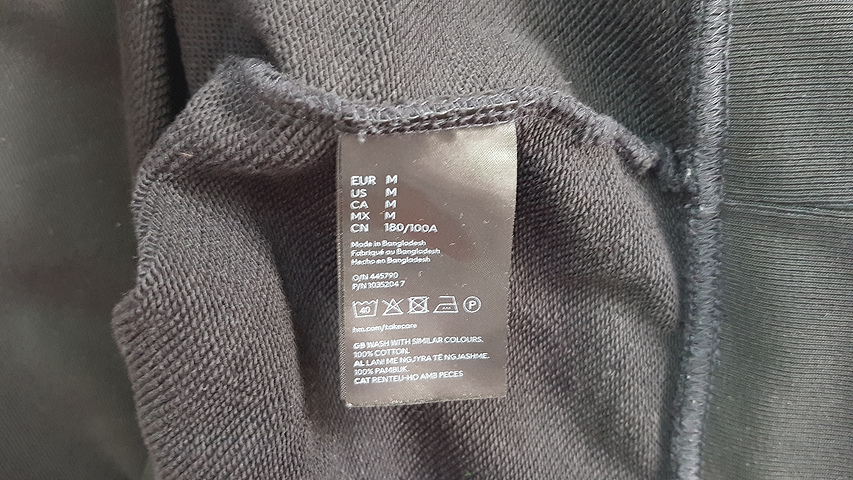 EUR M
US M
CA M
MX M
CN 180/100A
Made in Bangladesh
Fabriqué au Bangladesh
Hecho en Bangladesh
O/N 445790
P/N 1035204 7
40 P
hm.com/takecare
GB WASH WITH SIMILAR COLOURS.
100% COTTON.
AL LANI ME NGJYRA TË NGJASHME.
100% PAMBUK.
CAT RENTEU-HO AMB PECES